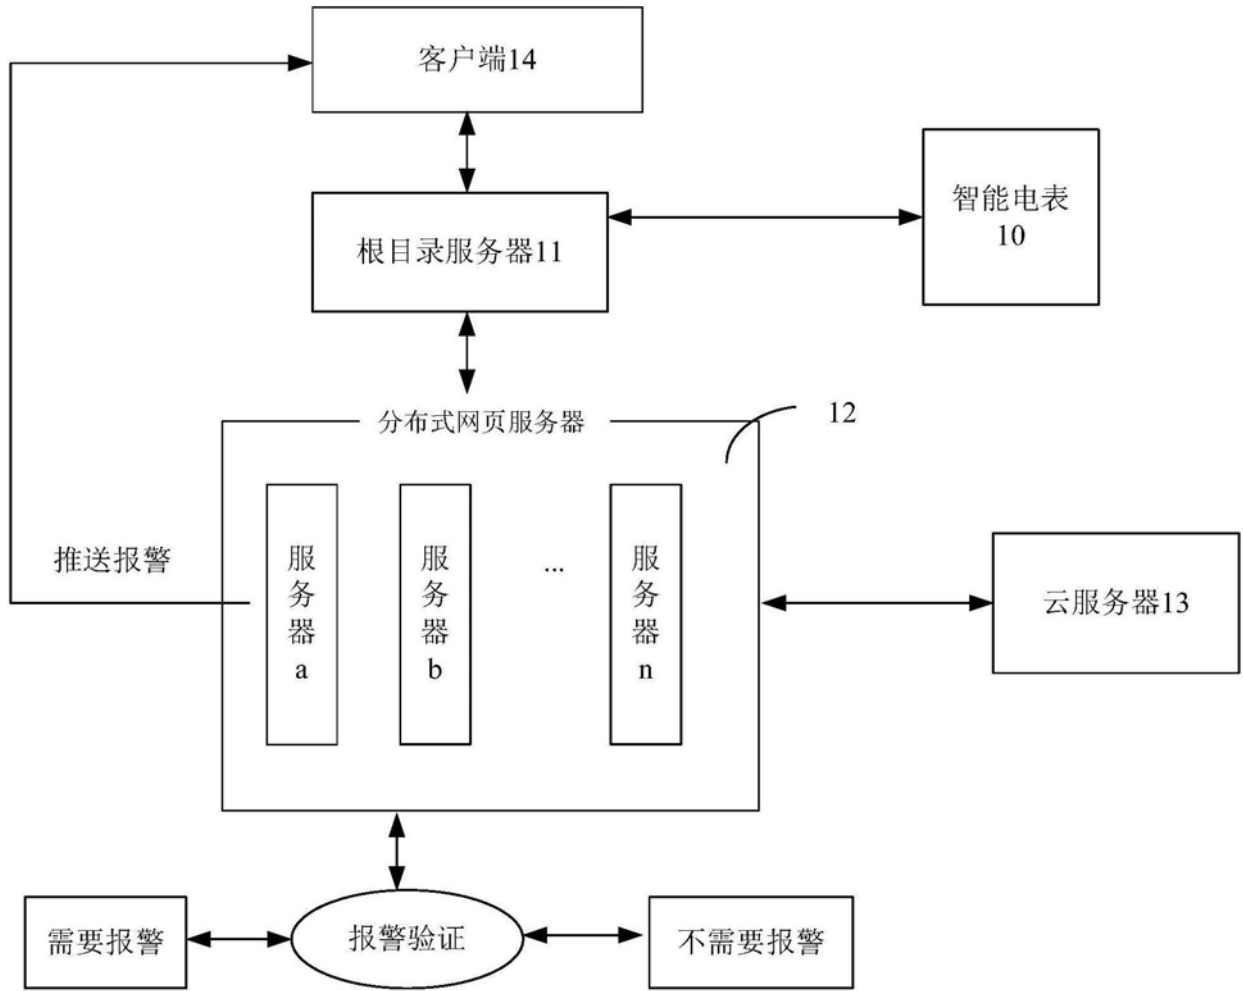 客户端14
智能电表
10
根目录服务器11
分布式网页服务器
12
推送报警
服
务
器
a
服
务
器
b
...
服
务
器
n
云服务器13
需要报警
报警验证
不需要报警